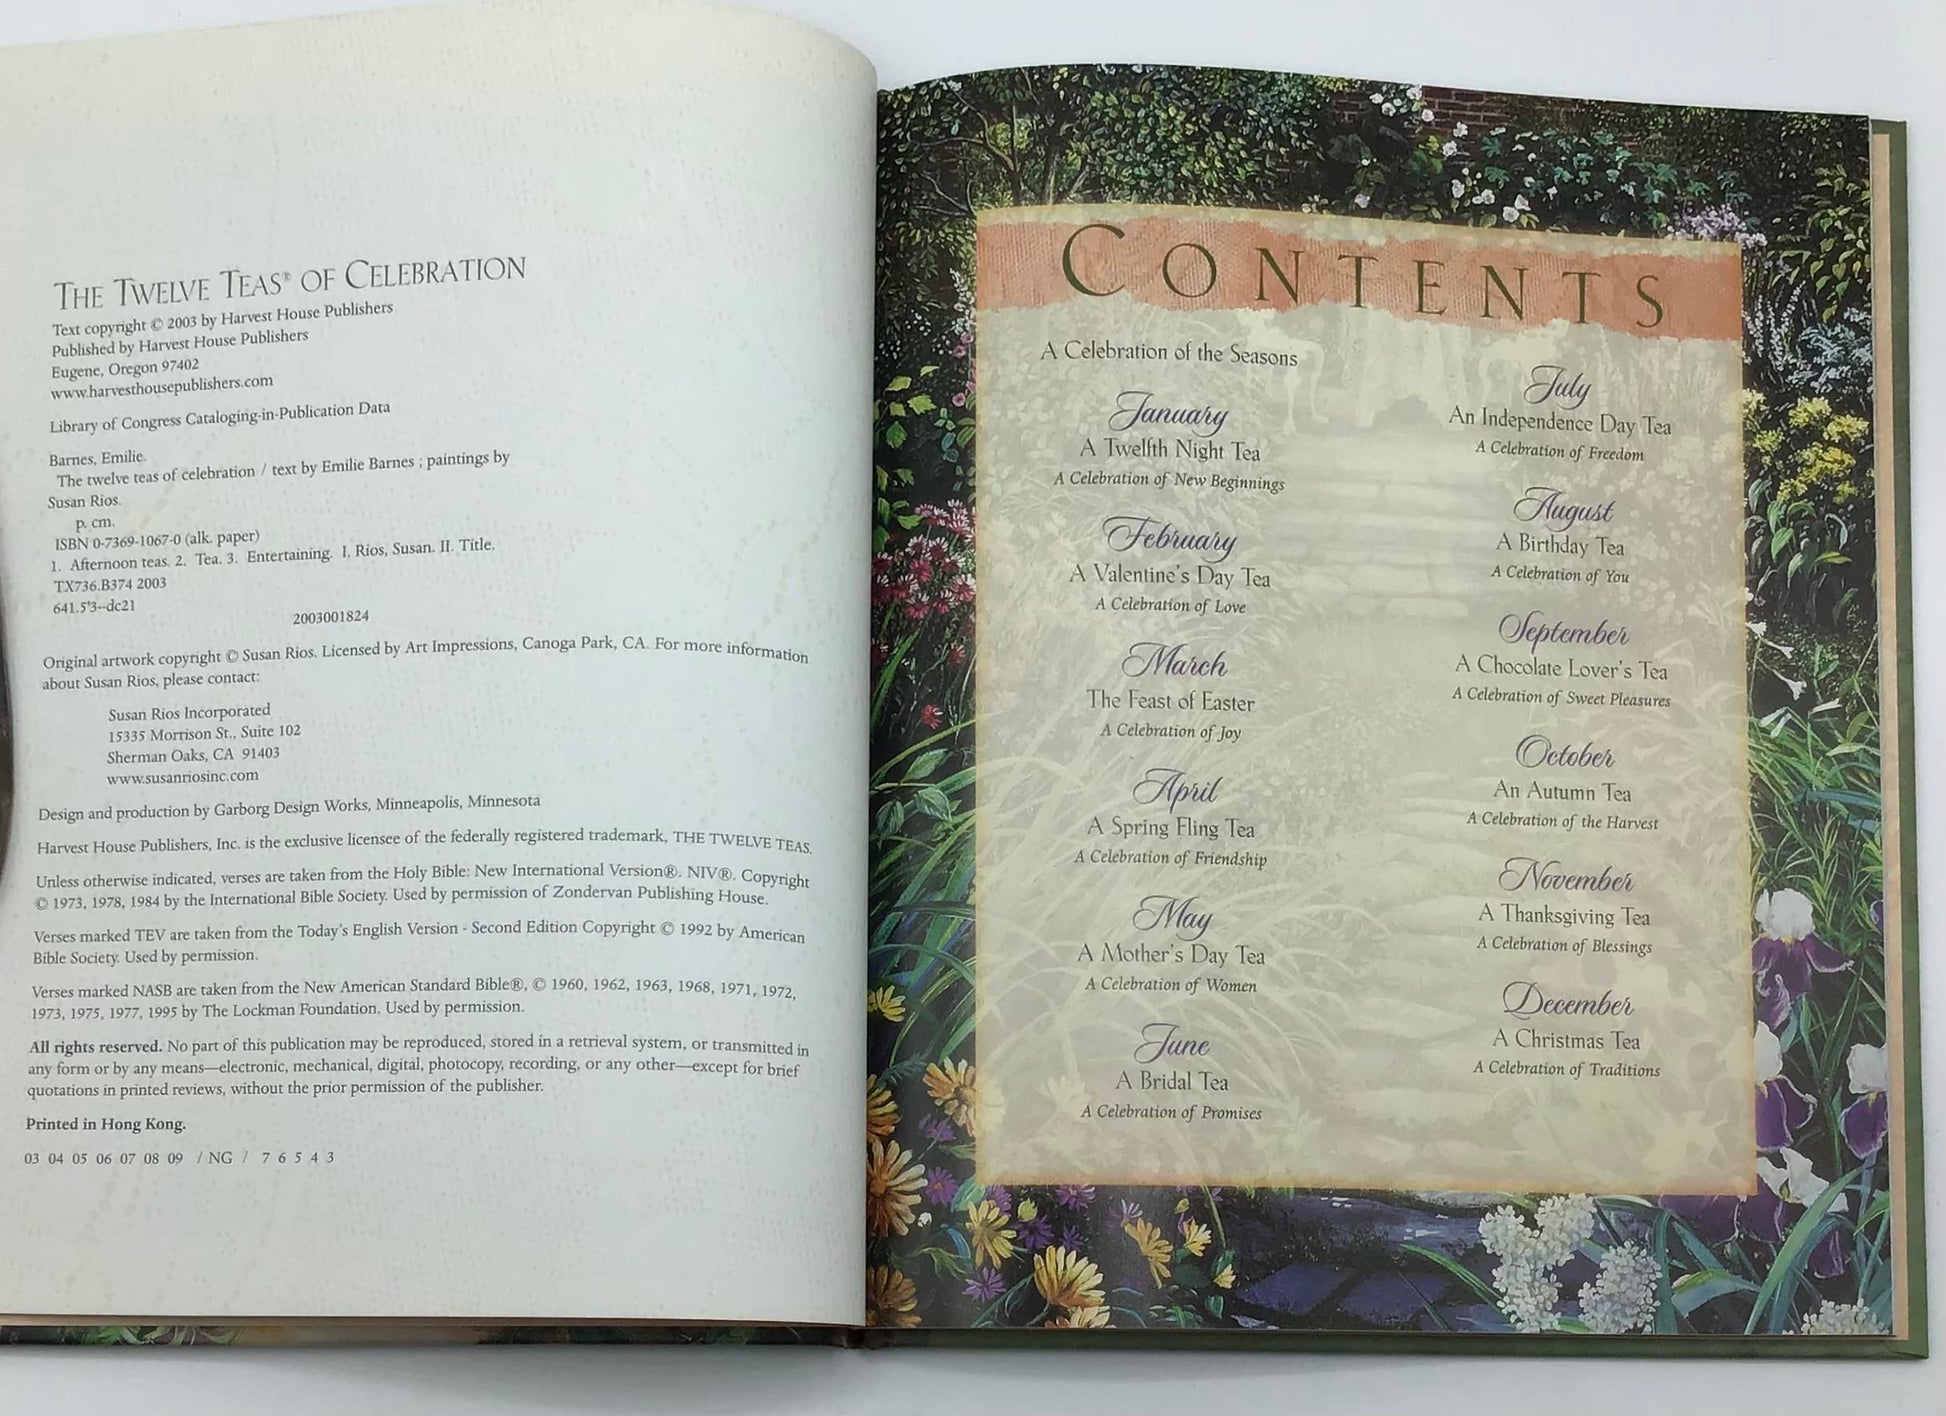 THE TWELVE TEAS® OF CELEBRATION
Text copyright © 2003 by Harvest House Publishers
Published by Harvest House Publishers
Eugene, Oregon 97402
www.harvesthousepublishers.com
Library of Congress Cataloging-in-Publication Data
Barnes, Emilie.
The twelve teas of celebration / text by Emilie Barnes ; paintings by
Susan Rios.
p. cm.
ISBN 0-7369-1067-0 (alk. paper)
1. Afternoon teas. 2. Tea. 3. Entertaining. I. Rios, Susan. II. Title.
TX736.B374 2003
641.5'3--dc21
2003001824
Original artwork copyright © Susan Rios. Licensed by Art Impressions, Canoga Park, CA. For more information
about Susan Rios, please contact:
Susan Rios Incorporated
15335 Morrison St., Suite 102
Sherman Oaks, CA 91403
www.susanriosinc.com
Design and production by Garborg Design Works, Minneapolis, Minnesota
Harvest House Publishers, Inc. is the exclusive licensee of the federally registered trademark, THE TWELVE TEAS.
Unless otherwise indicated, verses are taken from the Holy Bible: New International Version®. NIV®. Copyright
© 1973, 1978, 1984 by the International Bible Society. Used by permission of Zondervan Publishing House.
Verses marked TEV are taken from the Today's English Version - Second Edition Copyright © 1992 by American
Bible Society. Used by permission.
Verses marked NASB are taken from the New American Standard Bible®, © 1960, 1962, 1963, 1968, 1971, 1972,
1973, 1975, 1977, 1995 by The Lockman Foundation. Used by permission.
All rights reserved. No part of this publication may be reproduced, stored in a retrieval system, or transmitted in
any form or by any means—electronic, mechanical, digital, photocopy, recording, or any other—except for brief
quotations in printed reviews, without the prior permission of the publisher.
Printed in Hong Kong.
03 04 05 06 07 08 09 / NG / 7 6 5 4 3
CONTENTS
A Celebration of the Seasons
January
A Twelfth Night Tea
A Celebration of New Beginnings
February
A Valentine's Day Tea
A Celebration of Love
March
The Feast of Easter
A Celebration of Joy
April
A Spring Fling Tea
A Celebration of Friendship
May
A Mother's Day Tea
A Celebration of Women
June
A Bridal Tea
A Celebration of Promises
July
An Independence Day Tea
A Celebration of Freedom
August
A Birthday Tea
A Celebration of You
September
A Chocolate Lover's Tea
A Celebration of Sweet Pleasures
October
An Autumn Tea
A Celebration of the Harvest
November
A Thanksgiving Tea
A Celebration of Blessings
December
A Christmas Tea
A Celebration of Traditions